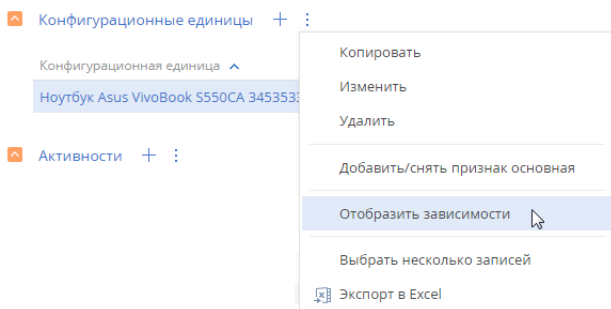 Конфигурационные единицы
Конфигурационная единица
Ноутбук Asus VivoBook S550CA 3453533
Активности
Копировать
Изменить
Удалить
Добавить/снять признак основная
Отобразить зависимости
Выбрать несколько записей
Экспорт в Excel